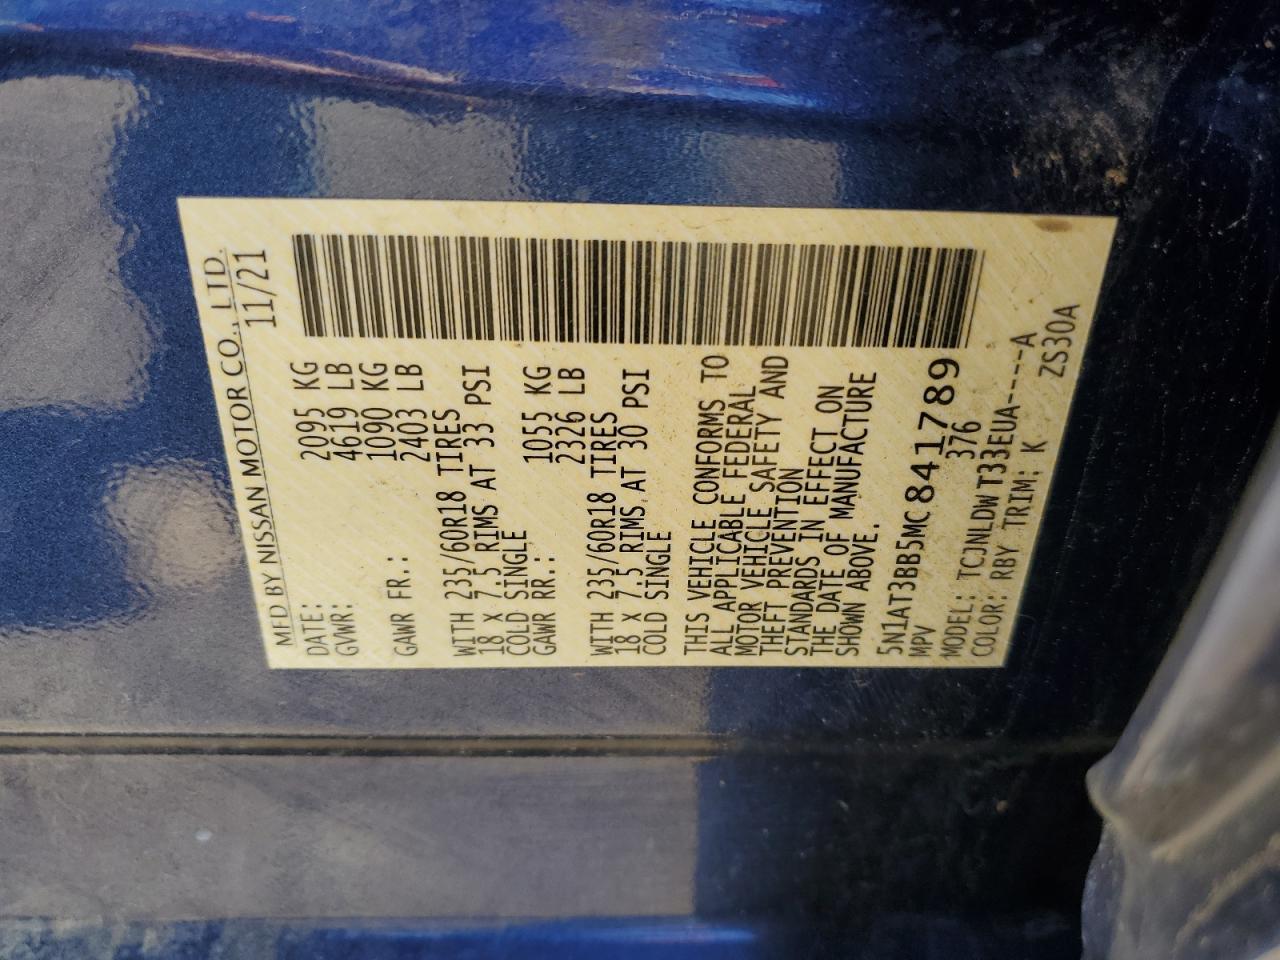 MFD BY NISSAN MOTOR CO., LTD.
DATE: 11/21
GVWR: 2095 KG
4619 LB
GAWR FR.: 1090 KG
2403 LB
WITH 235/60R18 TIRES
18 x 7.5 RIMS AT 33 PSI
COLD SINGLE
GAWR RR.: 1055 KG
2326 LB
WITH 235/60R18 TIRES
18 x 7.5 RIMS AT 30 PSI
COLD SINGLE
THIS VEHICLE CONFORMS TO
ALL APPLICABLE FEDERAL
MOTOR VEHICLE SAFETY AND
THEFT PREVENTION
STANDARDS IN EFFECT ON
THE DATE OF MANUFACTURE
SHOWN ABOVE.
5N1AT3BB5MC841789
MPV 376
MODEL: TCJNLDWT33EUA----A
COLOR: RBY TRIM: K ZS30A